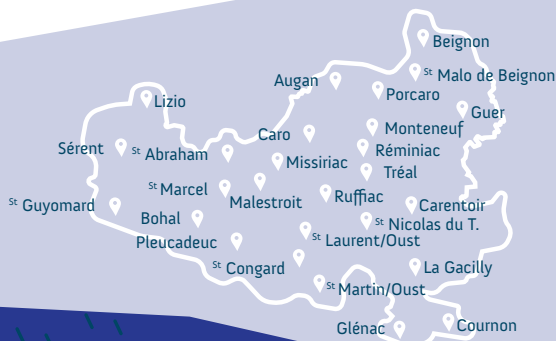 Beignon
St Malo de Beignon
Augan
Porcaro
Lizio
Guer
Caro
Monteneuf
Sérent
St Abraham
Réminiac
Missiriac
Tréal
St Marcel
Malestroit
Ruffiac
St Guyomard
Carentoir
Bohal
St Nicolas du T.
Pleucadeuc
St Laurent/Oust
St Congard
La Gacilly
St Martin/Oust
Glénac
Cournon